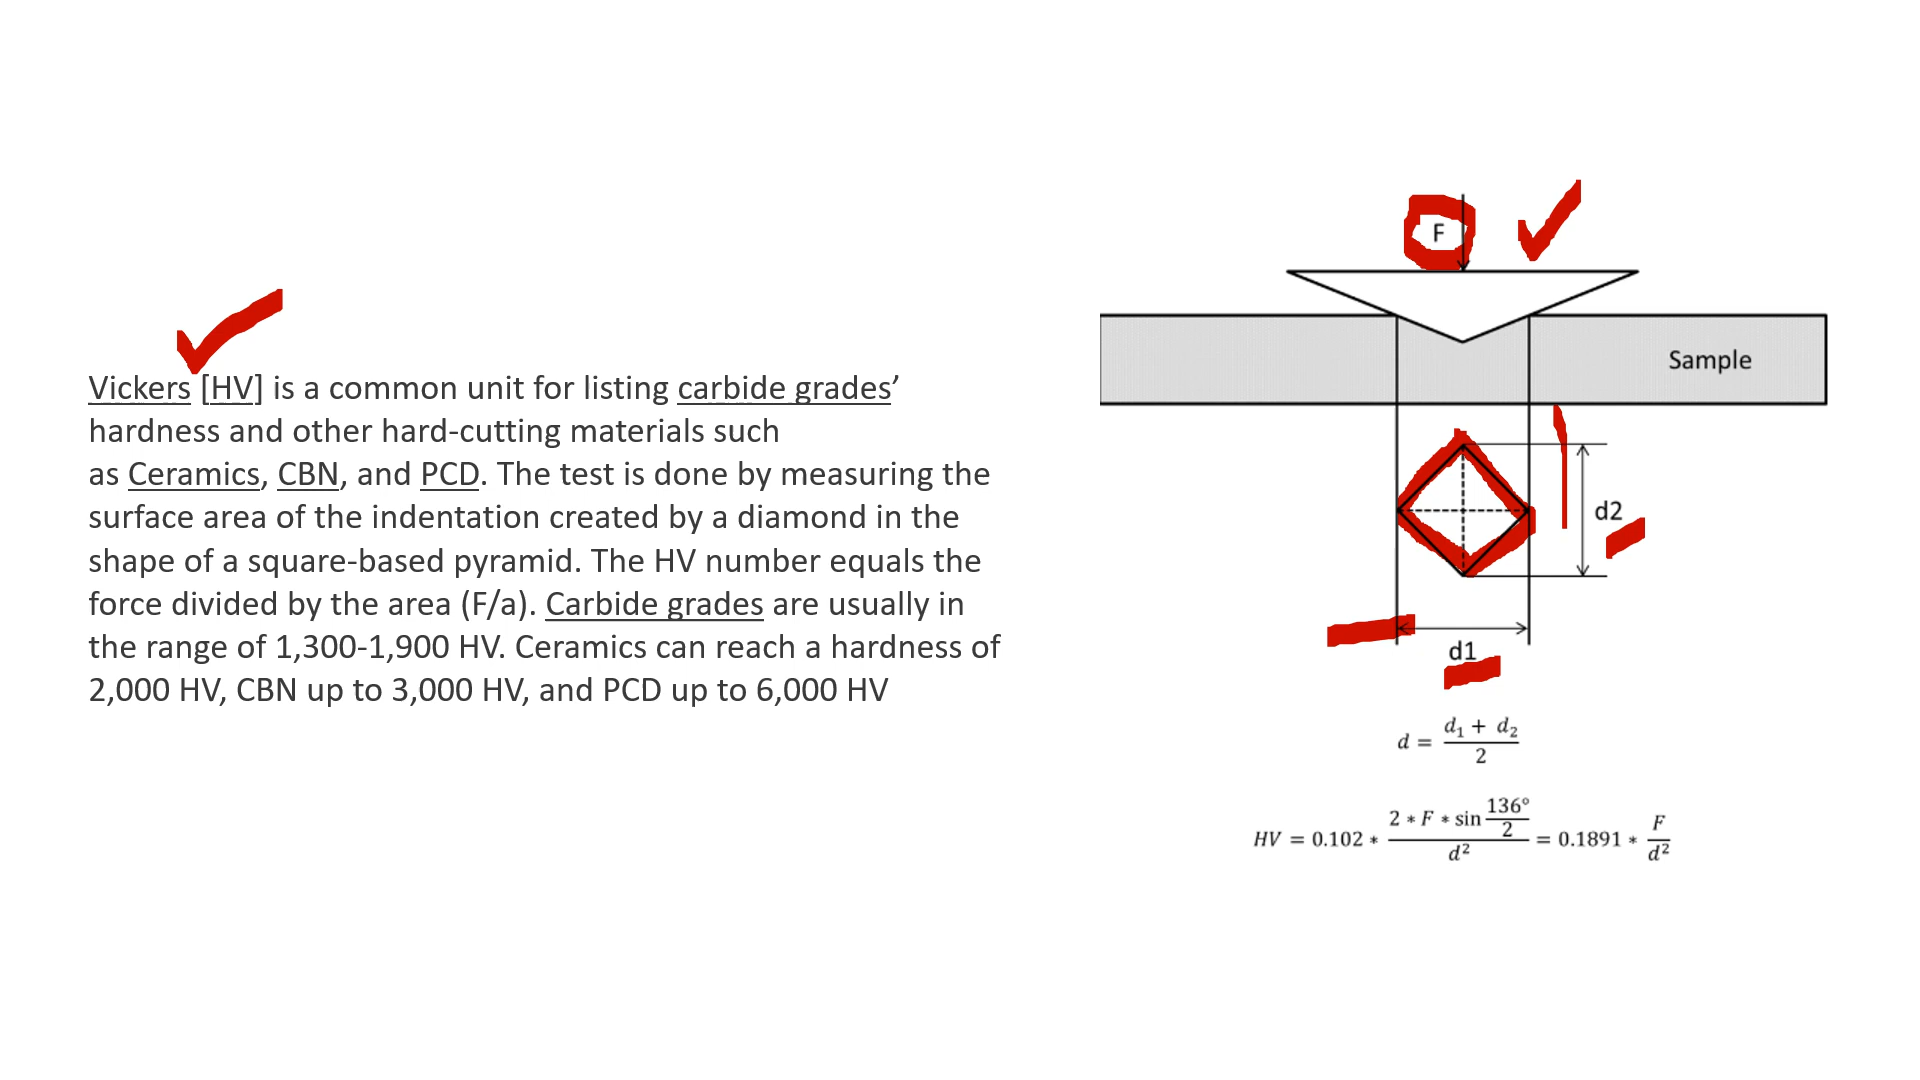 Vickers [HV] is a common unit for listing carbide grades’
hardness and other hard-cutting materials such
as Ceramics, CBN, and PCD. The test is done by measuring the
surface area of the indentation created by a diamond in the
shape of a square-based pyramid. The HV number equals the
force divided by the area (F/a). Carbide grades are usually in
the range of 1,300-1,900 HV. Ceramics can reach a hardness of
2,000 HV, CBN up to 3,000 HV, and PCD up to 6,000 HV
F
Sample
d2
d1
d = (d₁ + d₂) / 2
HV = 0.102 * (2 * F * sin (136° / 2)) / d² = 0.1891 * F / d²